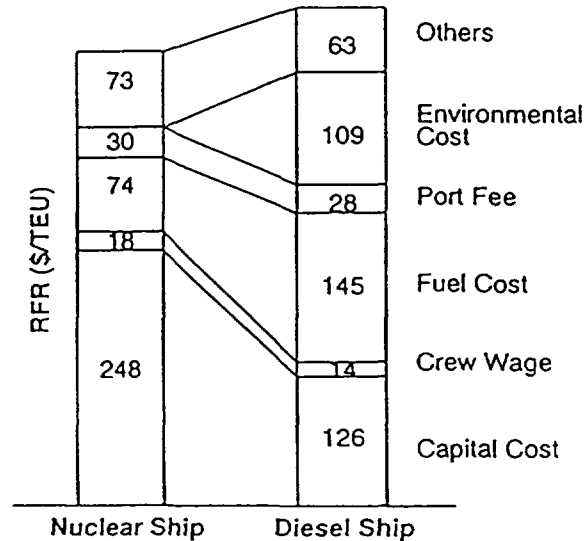 63
Others
73
Environmental
Cost
109
30
28
Port Fee
74
18
145
Fuel Cost
RFR ($/TEU)
248
14
Crew Wage
126
Capital Cost
Nuclear Ship
Diesel Ship